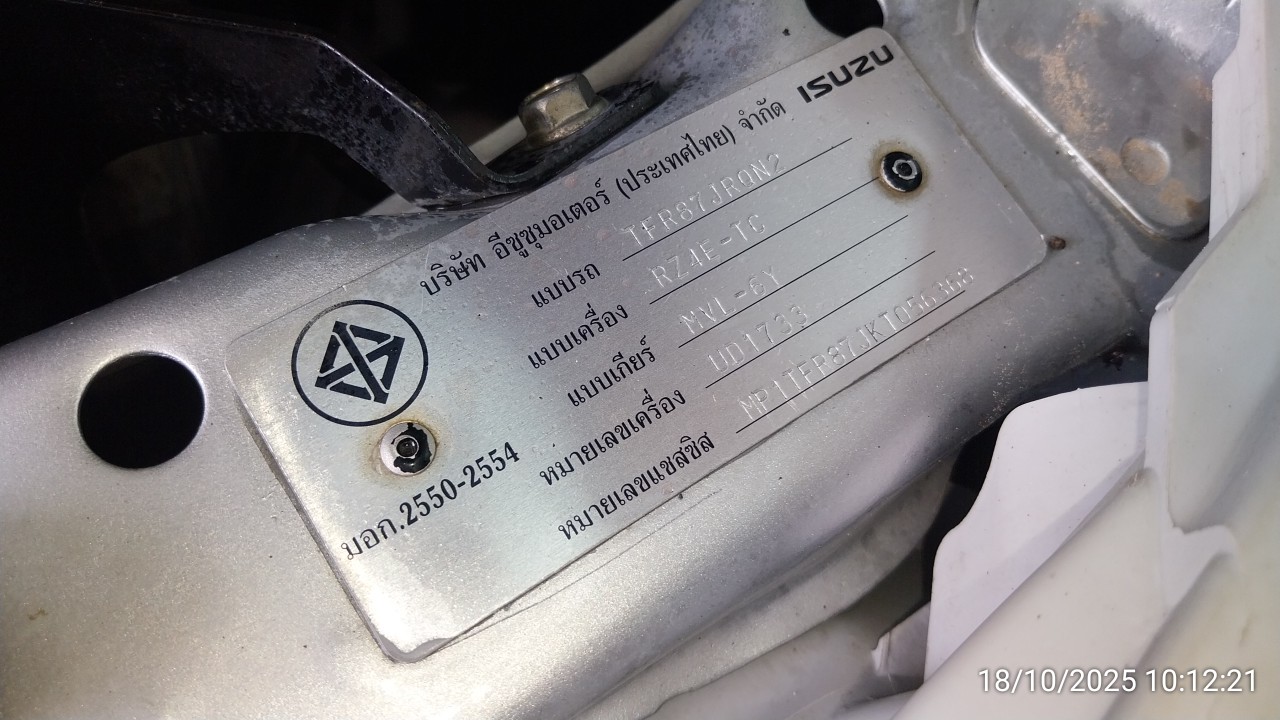 ISUZU
บริษัท อีซูซุมอเตอร์ (ประเทศไทย) จำกัด
แบบรถ TFR87JRQN2
แบบเครื่อง RZ4E-TC
แบบเกียร์ MVL-6Y
หมายเลขเครื่อง UD1733
หมายเลขแชสซิส MP1TFR87JKT056368
มอก.2550-2554
18/10/2025 10:12:21